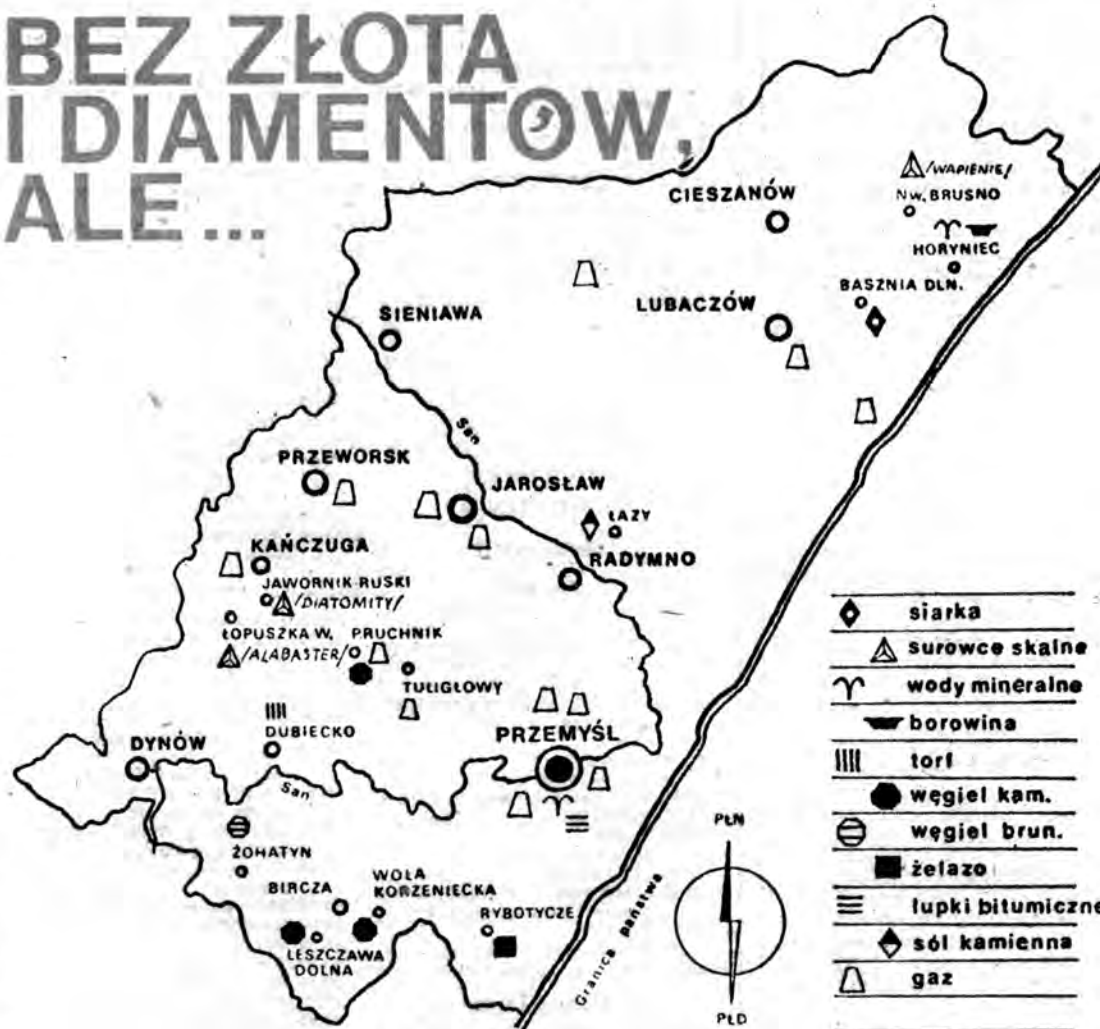 BEZ ZŁOTA
I DIAMENTÓW,
ALE...
/WAPIENIE/
NW. BRUSNO
CIESZANÓW
HORYNIEC
BASZNIA DLN.
LUBACZÓW
SIENIAWA
San
PRZEWORSK
JAROSŁAW
ŁAZY
KAŃCZUGA
RADYMNO
JAWORNIK-RUSKI
/DIATOMITY/
ŁOPUSZKA W.
PRUCHNIK
/ALABASTER/
TULIGŁOWY
DUBIECKO
PRZEMYŚL
DYNÓW
San
ŻOHATYN
BIRCZA
WOLA
KORZENIECKA
RYBOTYCZE
LESZCZAWA
DOLNA
Granica Państwa
PŁN
PŁD
siarka
surowce skalne
wody mineralne
borowina
torf
węgiel kam.
węgiel brun.
żelazo
łupki bitumiczne
sól kamienna
gaz